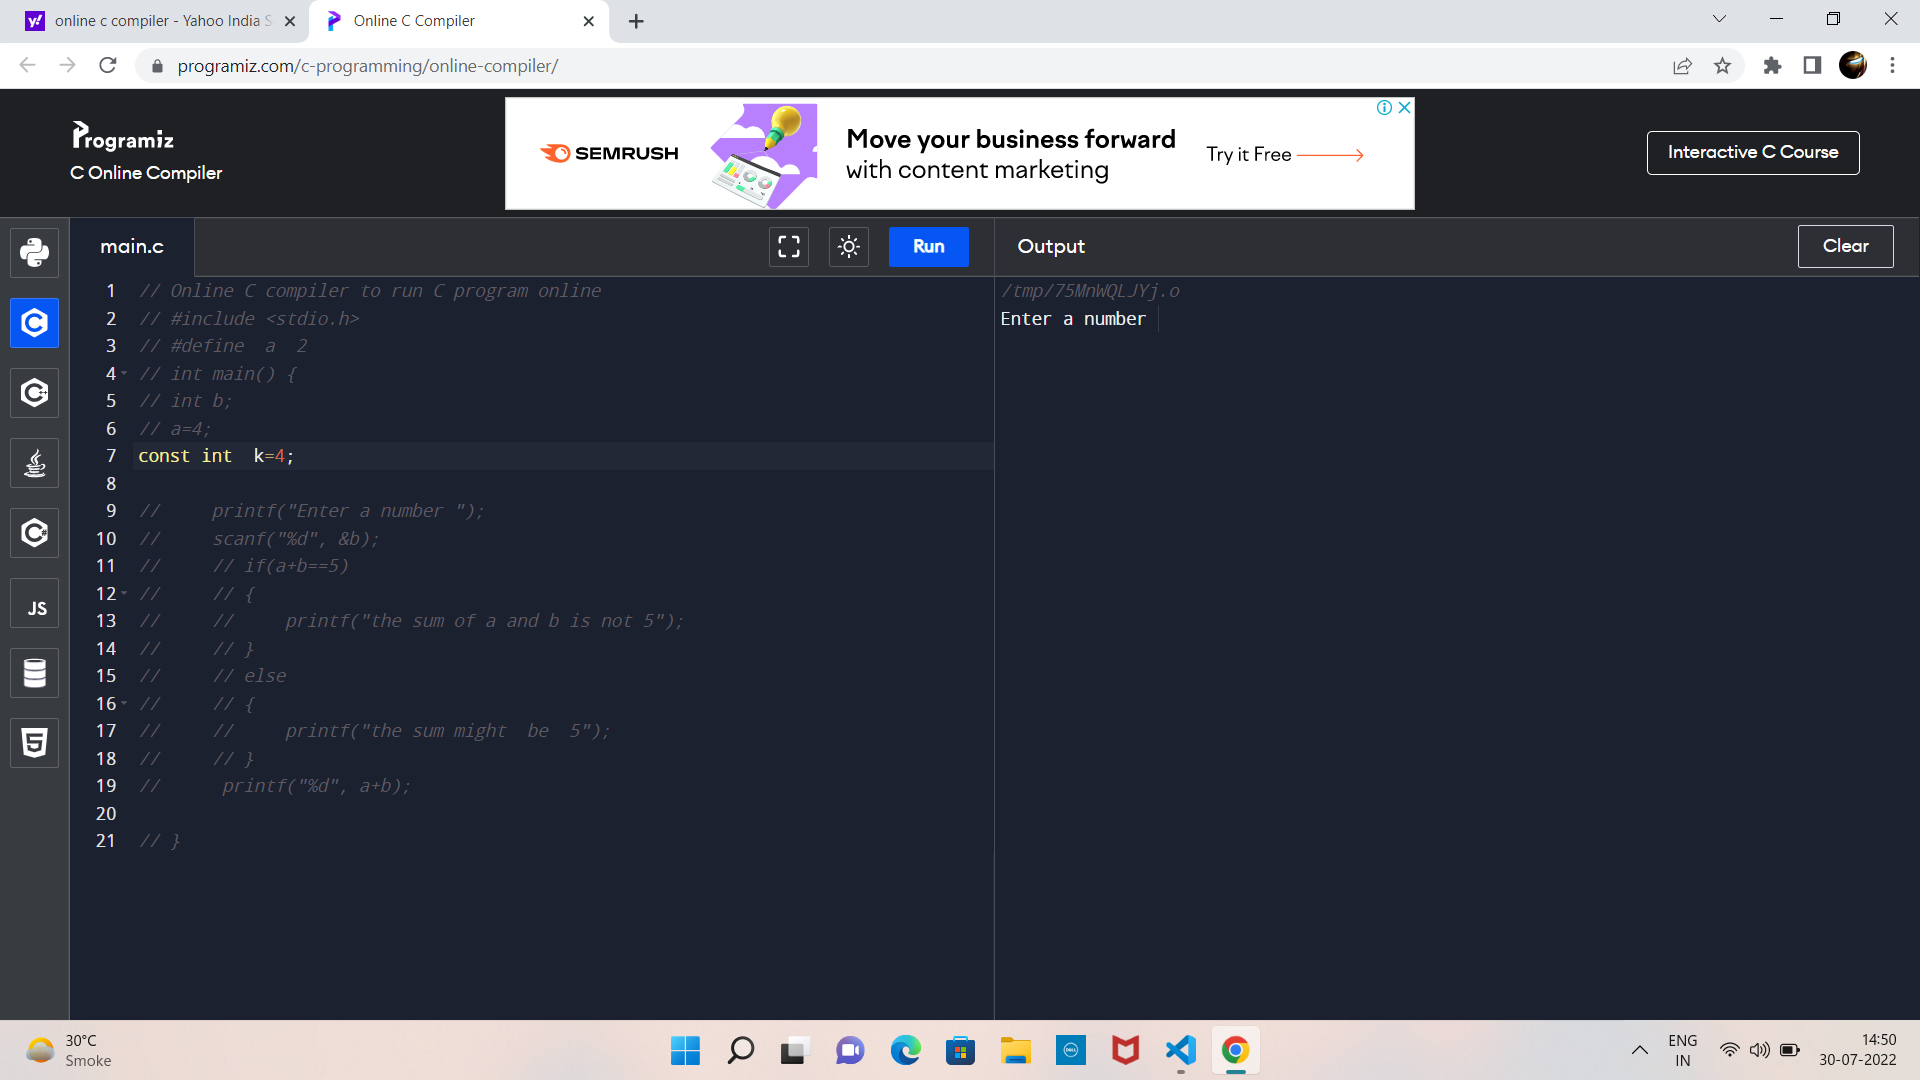 online c compiler - Yahoo India S
Online C Compiler
programiz.com/c-programming/online-compiler/
Programiz
C Online Compiler
SEMRUSH
Move your business forward
with content marketing
Try it Free
Interactive C Course
main.c
Run
Output
Clear
1 // Online C compiler to run C program online
2 // #include <stdio.h>
3 // #define  a  2
4 // int main() {
5 // int b;
6 // a=4;
7 const int  k=4;
8
9 //     printf("Enter a number ");
10 //     scanf("%d", &b);
11 //     // if(a+b==5)
12 //     // {
13 //     //     printf("the sum of a and b is not 5");
14 //     // }
15 //     // else
16 //     // {
17 //     //     printf("the sum might  be  5");
18 //     // }
19 //      printf("%d", a+b);
20
21 // }
/tmp/75MnWQLJYj.o
Enter a number
JS
30°C
Smoke
DELL
ENG
IN
14:50
30-07-2022